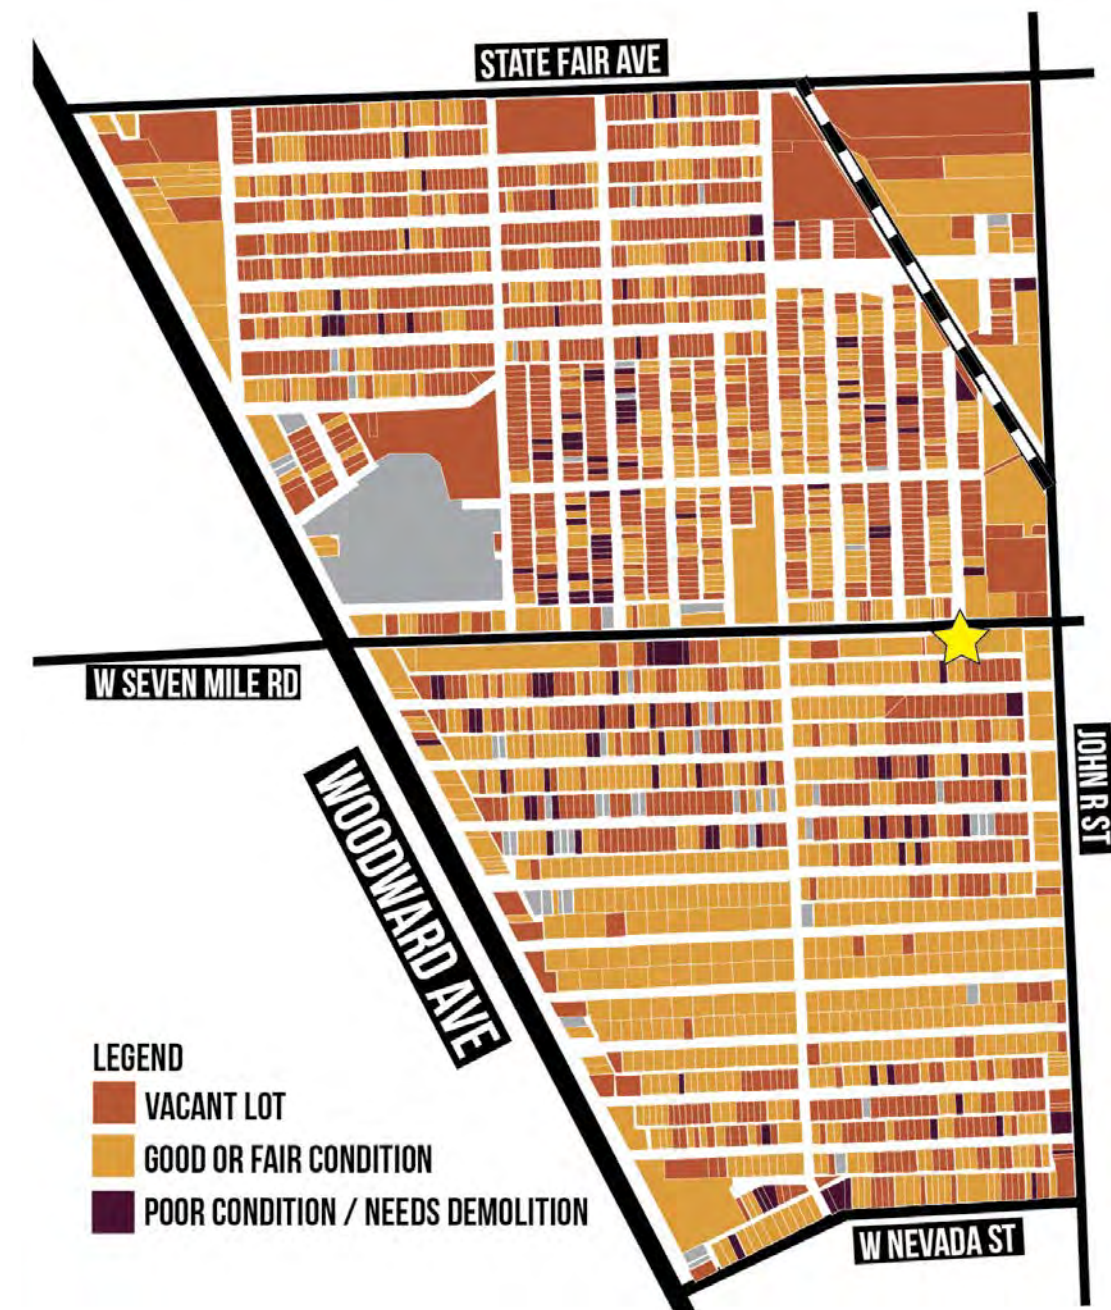 STATE FAIR AVE
W SEVEN MILE RD
JOHN R ST
WOODWARD AVE
LEGEND
VACANT LOT
GOOD OR FAIR CONDITION
POOR CONDITION / NEEDS DEMOLITION
W NEVADA ST